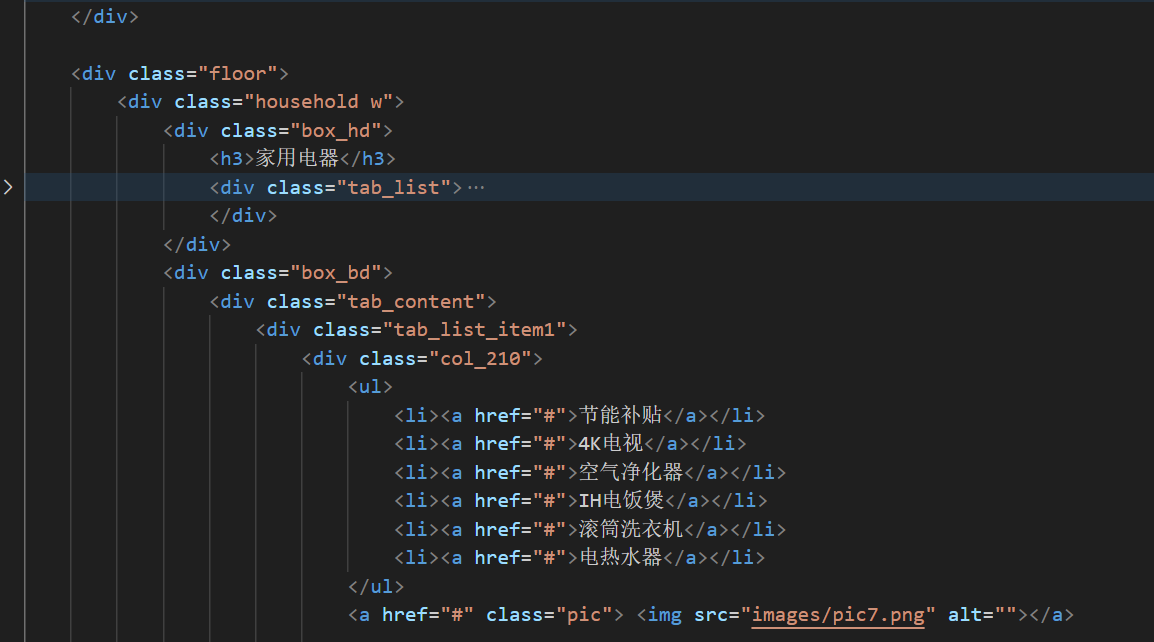 </div>
<div class="floor">
<div class="household w">
<div class="box_hd">
<h3>家用电器</h3>
<div class="tab_list">…
</div>
</div>
<div class="box_bd">
<div class="tab_content">
<div class="tab_list_item1">
<div class="col_210">
<ul>
<li><a href="#">节能补贴</a></li>
<li><a href="#">4K电视</a></li>
<li><a href="#">空气净化器</a></li>
<li><a href="#">IH电饭煲</a></li>
<li><a href="#">滚筒洗衣机</a></li>
<li><a href="#">电热水器</a></li>
</ul>
<a href="#" class="pic"> <img src="images/pic7.png" alt=""></a>